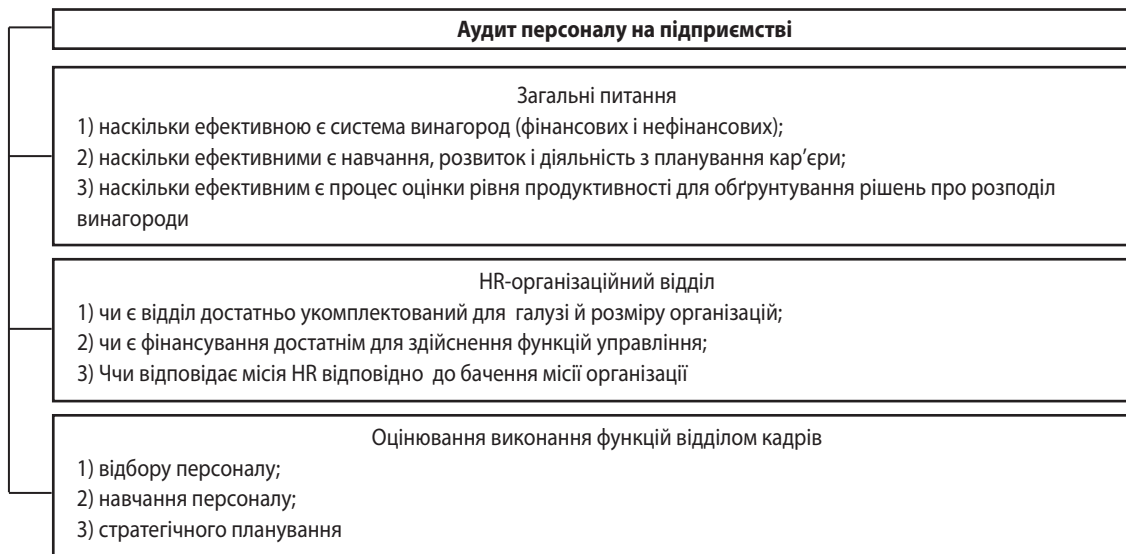 Аудит персоналу на підприємстві
Загальні питання
1) наскільки ефективною є система винагород (фінансових і нефінансових);
2) наскільки ефективними є навчання, розвиток і діяльність з планування кар’єри;
3) наскільки ефективним є процес оцінки рівня продуктивності для обґрунтування рішень про розподіл
винагороди
HR-організаційний відділ
1) чи є відділ достатньо укомплектований для галузі й розміру організацій;
2) чи є фінансування достатнім для здійснення функцій управління;
3) Ччи відповідає місія HR відповідно до бачення місії організації
Оцінювання виконання функцій відділом кадрів
1) відбору персоналу;
2) навчання персоналу;
3) стратегічного планування